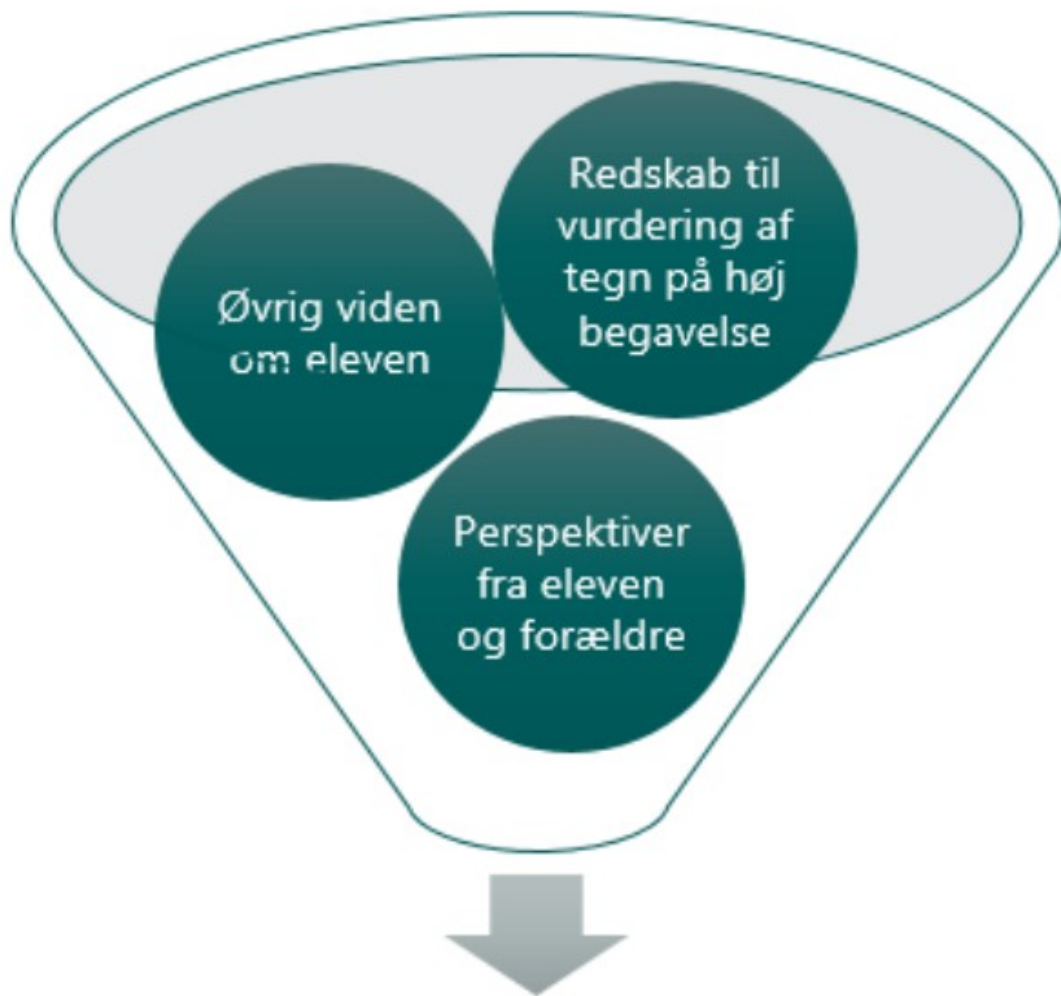 Redskab til
vurdering af
tegn på høj
begavelse
Øvrig viden
om eleven
Perspektiver
fra eleven
og forældre